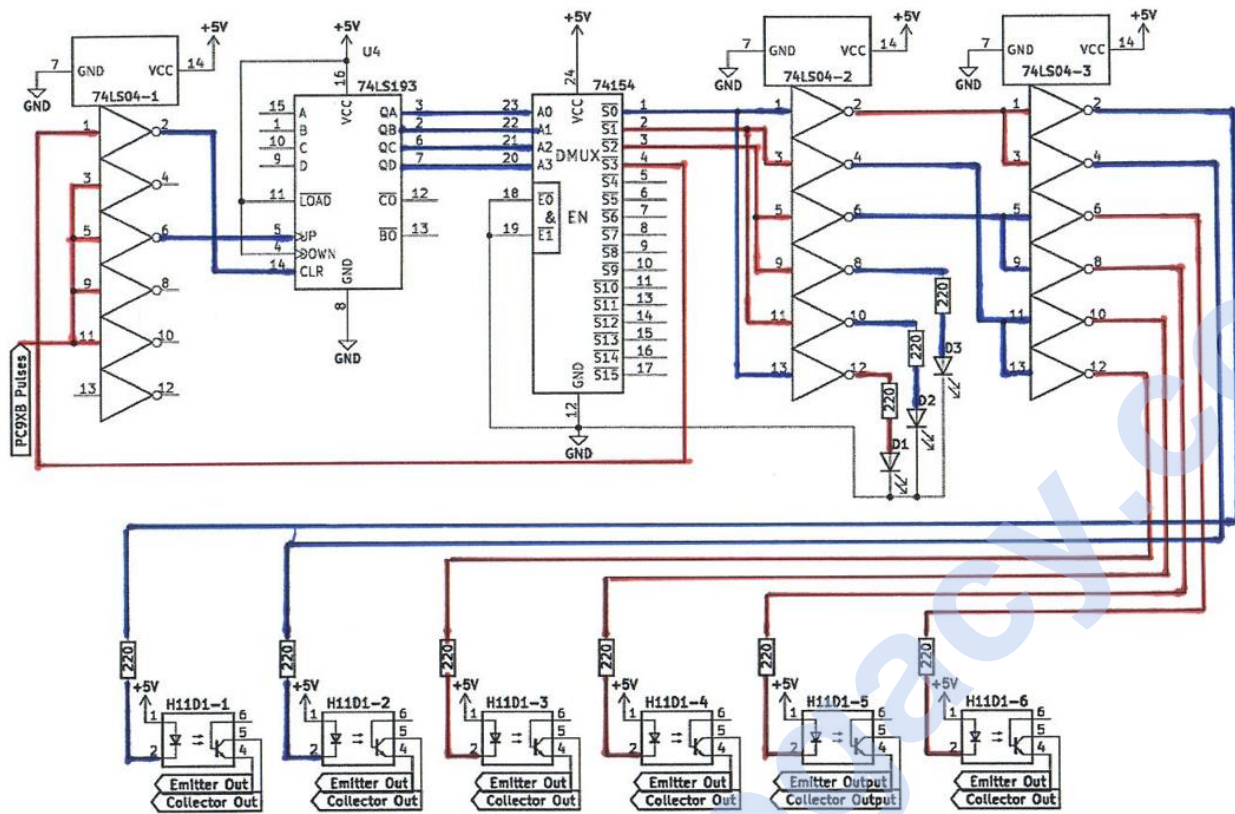 +5V
7 GND VCC 14
GND
74LS04-1
1 2
3 4
5 6
9 8
11 10
13 12
PC9XB Pulses
+5V
U4
16
74LS193
VCC
15 A QA 3
1 B QB 2
10 C QC 6
9 D QD 7
11 LOAD CO 12
5 UP BO 13
4 DOWN
14 CLR
GND
8
GND
+5V
24
74154
VCC
DMUX
23 A0 S0 1
22 A1 S1 2
21 A2 S2 3
20 A3 S3 4
S4 5
18 E0 S5 6
& EN S6 7
19 E1 S7 8
S8 9
S9 10
S10 11
S11 13
S12 14
S13 15
S14 16
S15 17
GND
12
GND
+5V
7 GND VCC 14
GND
74LS04-2
1 2
3 4
5 6
9 8
11 10
13 12
220
220
220
D3
D2
D1
+5V
7 GND VCC 14
GND
74LS04-3
1 2
3 4
5 6
9 8
11 10
13 12
220 220 220 220 220 220
+5V +5V +5V +5V +5V +5V
H11D1-1 H11D1-2 H11D1-3 H11D1-4 H11D1-5 H11D1-6
1 6 1 6 1 6 1 6 1 6 1 6
5 5 5 5 5 5
2 4 2 4 2 4 2 4 2 4 2 4
Emitter Out Emitter Out Emitter Out Emitter Out Emitter Output Emitter Out
Collector Out Collector Out Collector Out Collector Out Collector Output Collector Out